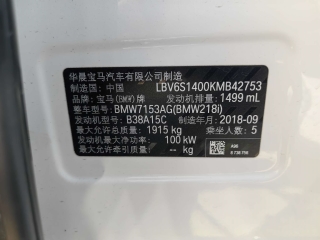 华晨宝马汽车有限公司制造
制造国: 中国 LBV6S1400KMB42753
品牌: 宝马(BMW)牌 发动机排量: 1499 mL
整车型号: BMW7153AG(BMW218i)
发动机型号: B38A15C 制造年月: 2018-09
最大允许总质量: 1915 kg 乘坐人数: 5
发动机最大净功率: 100 kW
最大允许牵引质量: -- kg